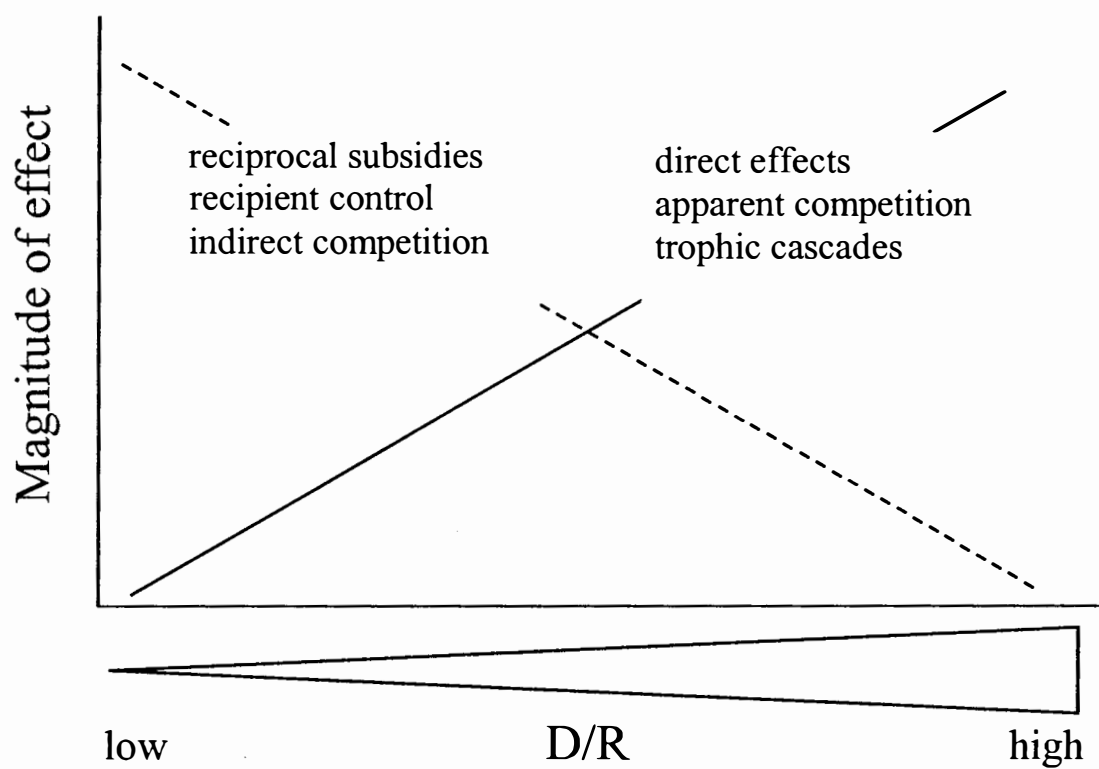 Magnitude of effect
reciprocal subsidies
recipient control
indirect competition
direct effects
apparent competition
trophic cascades
low
D/R
high